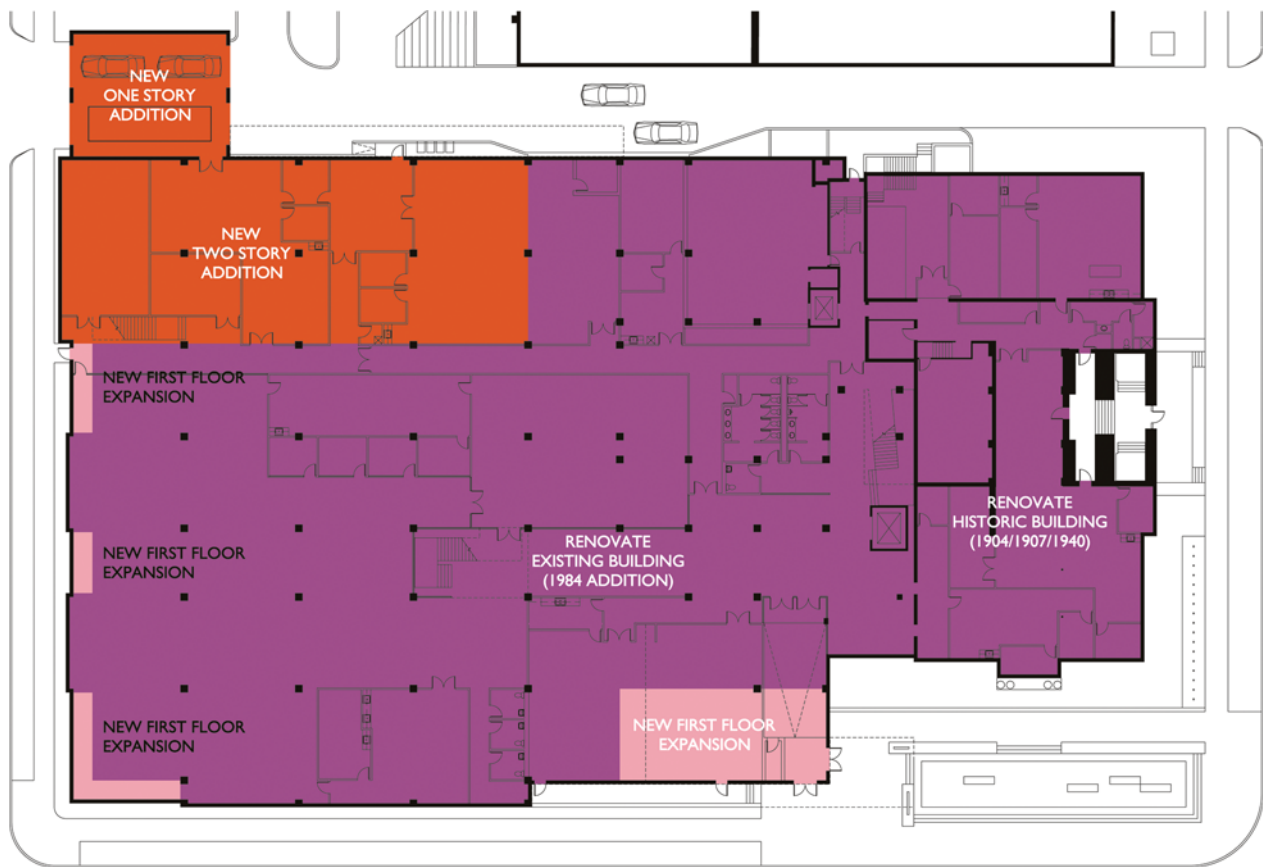 NEW
ONE STORY
ADDITION
NEW
TWO STORY
ADDITION
NEW FIRST FLOOR
EXPANSION
NEW FIRST FLOOR
EXPANSION
RENOVATE
EXISTING BUILDING
(1984 ADDITION)
RENOVATE
HISTORIC BUILDING
(1904/1907/1940)
NEW FIRST FLOOR
EXPANSION
NEW FIRST FLOOR
EXPANSION